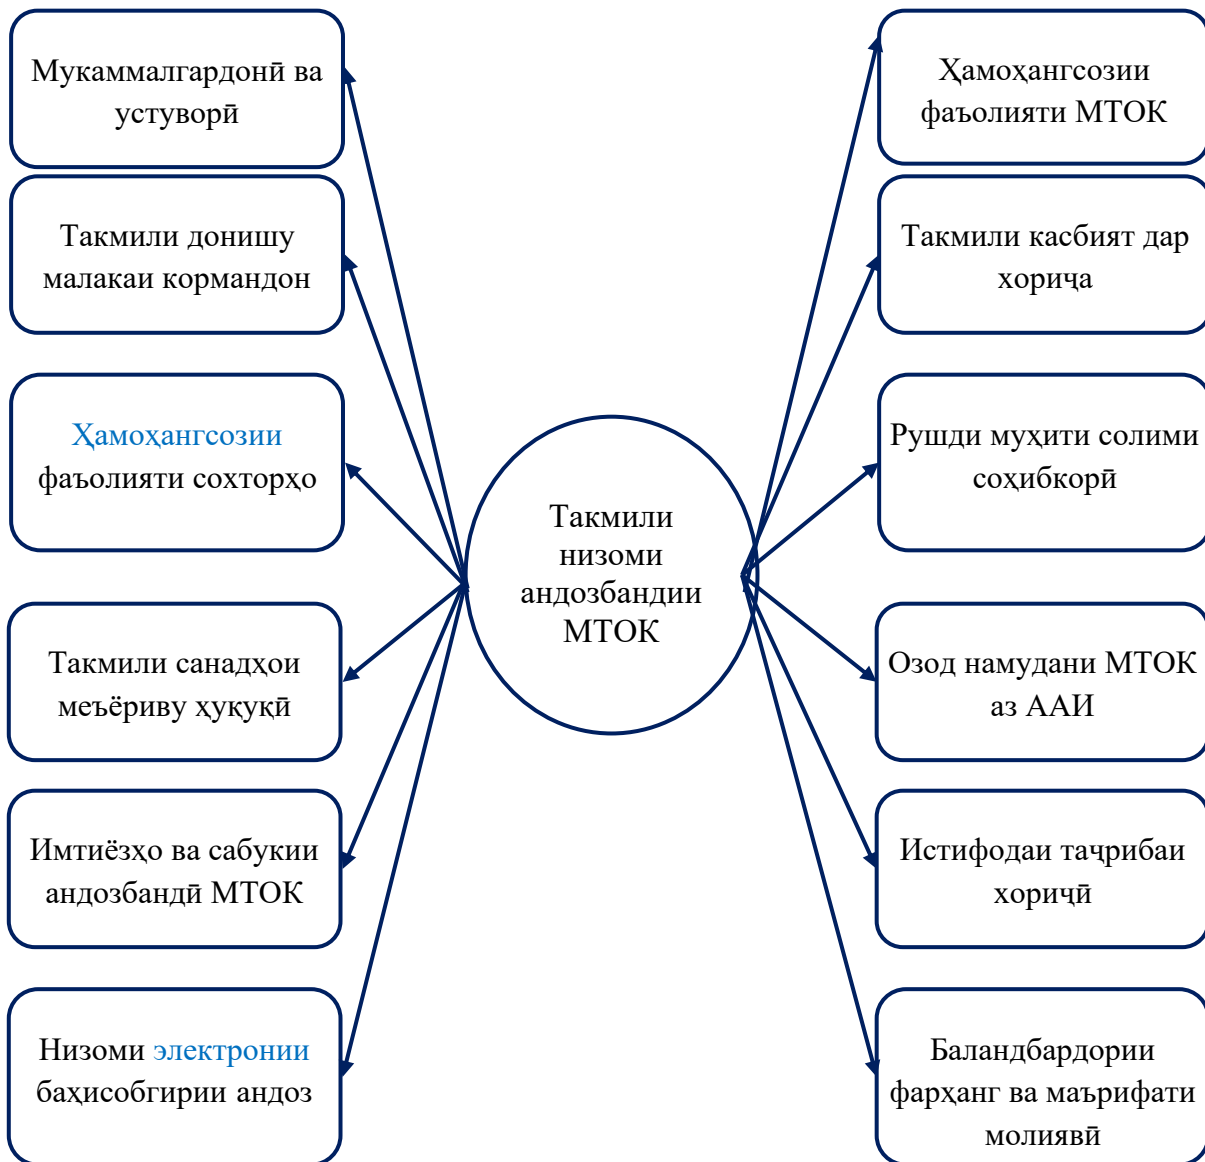 Мукаммалгардонӣ ва
устуворӣ
Такмили донишу
малакаи кормандон
Ҳамоҳангсозии
фаъолияти сохторҳо
Такмили санадҳои
меъёриву ҳуқуқӣ
Имтиёзҳо ва сабукии
андозбандӣ МТОК
Низоми электронии
баҳисобгирии андоз
Такмили
низоми
андозбандии
МТОК
Ҳамоҳангсозии
фаъолияти МТОК
Такмили касбият дар
хориҷа
Рушди муҳити солими
соҳибкорӣ
Озод намудани МТОК
аз ААИ
Истифодаи таҷрибаи
хориҷӣ
Баландбардории
фарҳанг ва маърифати
молиявӣ